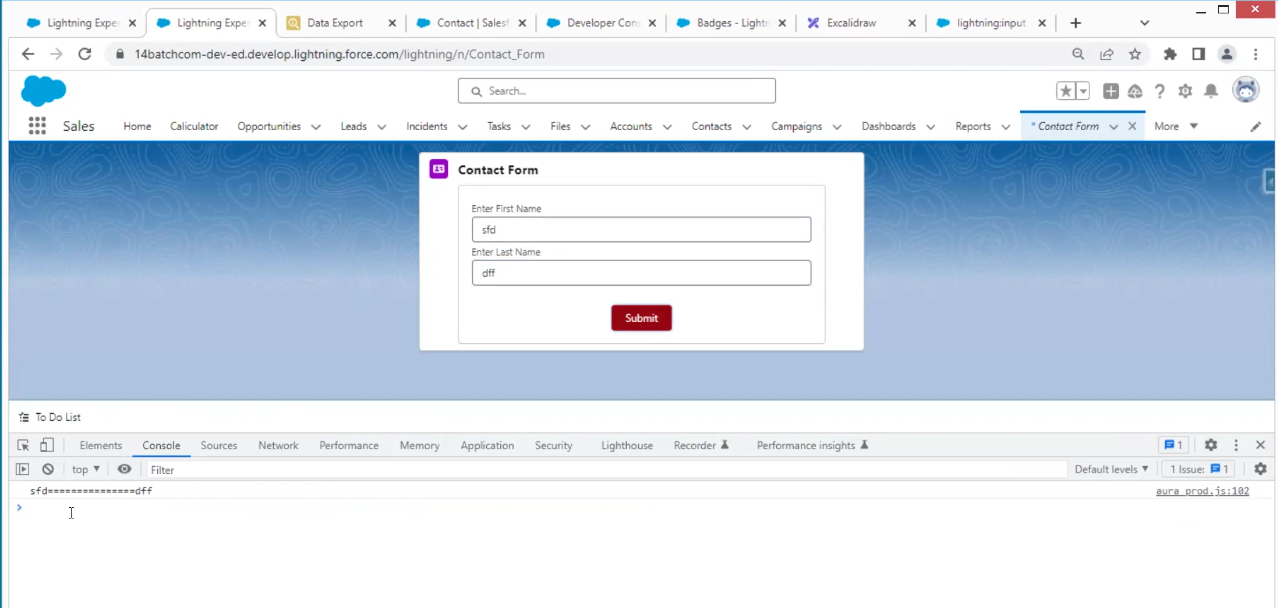 Lightning Expe Lightning Exper Data Export Contact | Salesf Developer Cons Badges - Lightn Excalidraw lightning:input
14batchcom-dev-ed.develop.lightning.force.com/lightning/n/Contact_Form
Search...
Sales Home Calculator Opportunities Leads Incidents Tasks Files Accounts Contacts Campaigns Dashboards Reports * Contact Form More
Contact Form
Enter First Name
sfd
Enter Last Name
dff
Submit
To Do List
Elements Console Sources Network Performance Memory Application Security Lighthouse Recorder Performance insights 1
top Filter Default levels 1 Issue: 1
sfd===============dff aura_prod.js:102